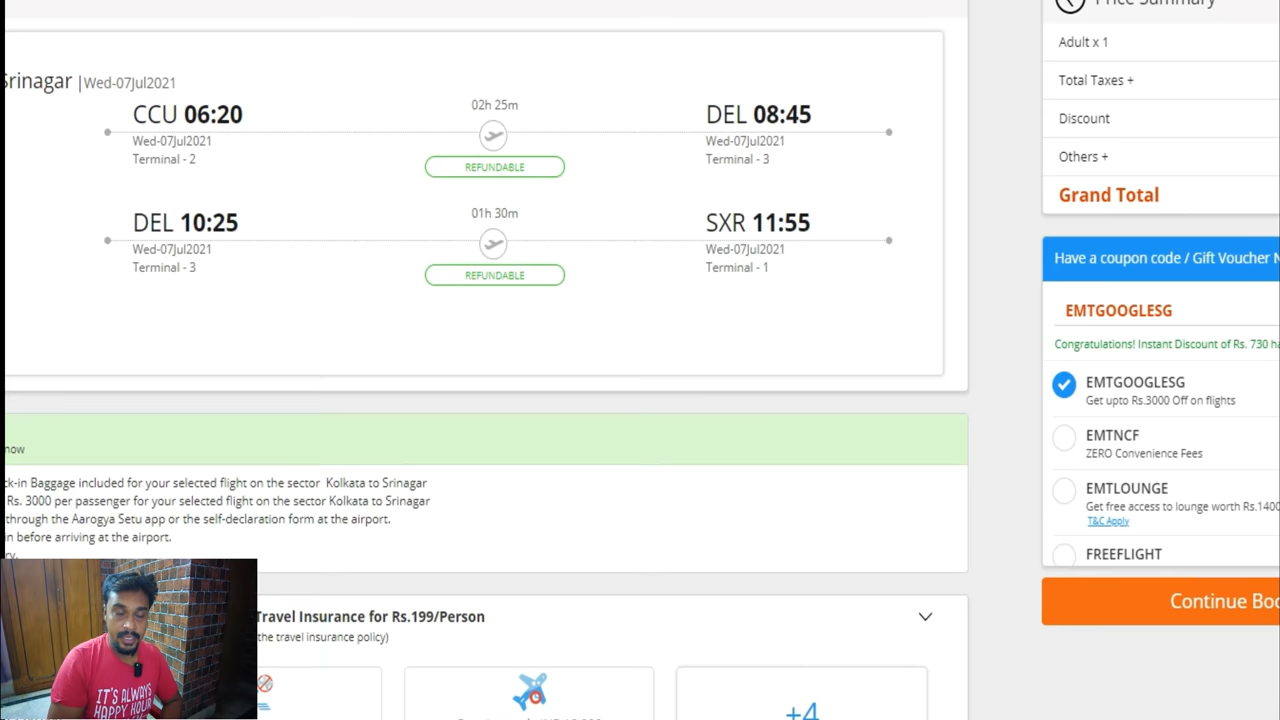 Price Summary
Srinagar |Wed-07Jul2021
CCU 06:20
Wed-07Jul2021
Terminal - 2
02h 25m
REFUNDABLE
DEL 08:45
Wed-07Jul2021
Terminal - 3
DEL 10:25
Wed-07Jul2021
Terminal - 3
01h 30m
REFUNDABLE
SXR 11:55
Wed-07Jul2021
Terminal - 1
now
ck-in Baggage included for your selected flight on the sector Kolkata to Srinagar
Rs. 3000 per passenger for your selected flight on the sector Kolkata to Srinagar
through the Aarogya Setu app or the self-declaration form at the airport.
in before arriving at the airport.
ry.
Travel Insurance for Rs.199/Person
the travel insurance policy)
+4
IT'S ALWAYS
HAPPY HOUR
Adult x 1
Total Taxes +
Discount
Others +
Grand Total
Have a coupon code / Gift Voucher N
EMTGOOGLESG
Congratulations! Instant Discount of Rs. 730 ha
EMTGOOGLESG
Get upto Rs.3000 Off on flights
EMTNCF
ZERO Convenience Fees
EMTLOUNGE
Get free access to lounge worth Rs.1400
T&C Apply
FREEFLIGHT
Continue Boo